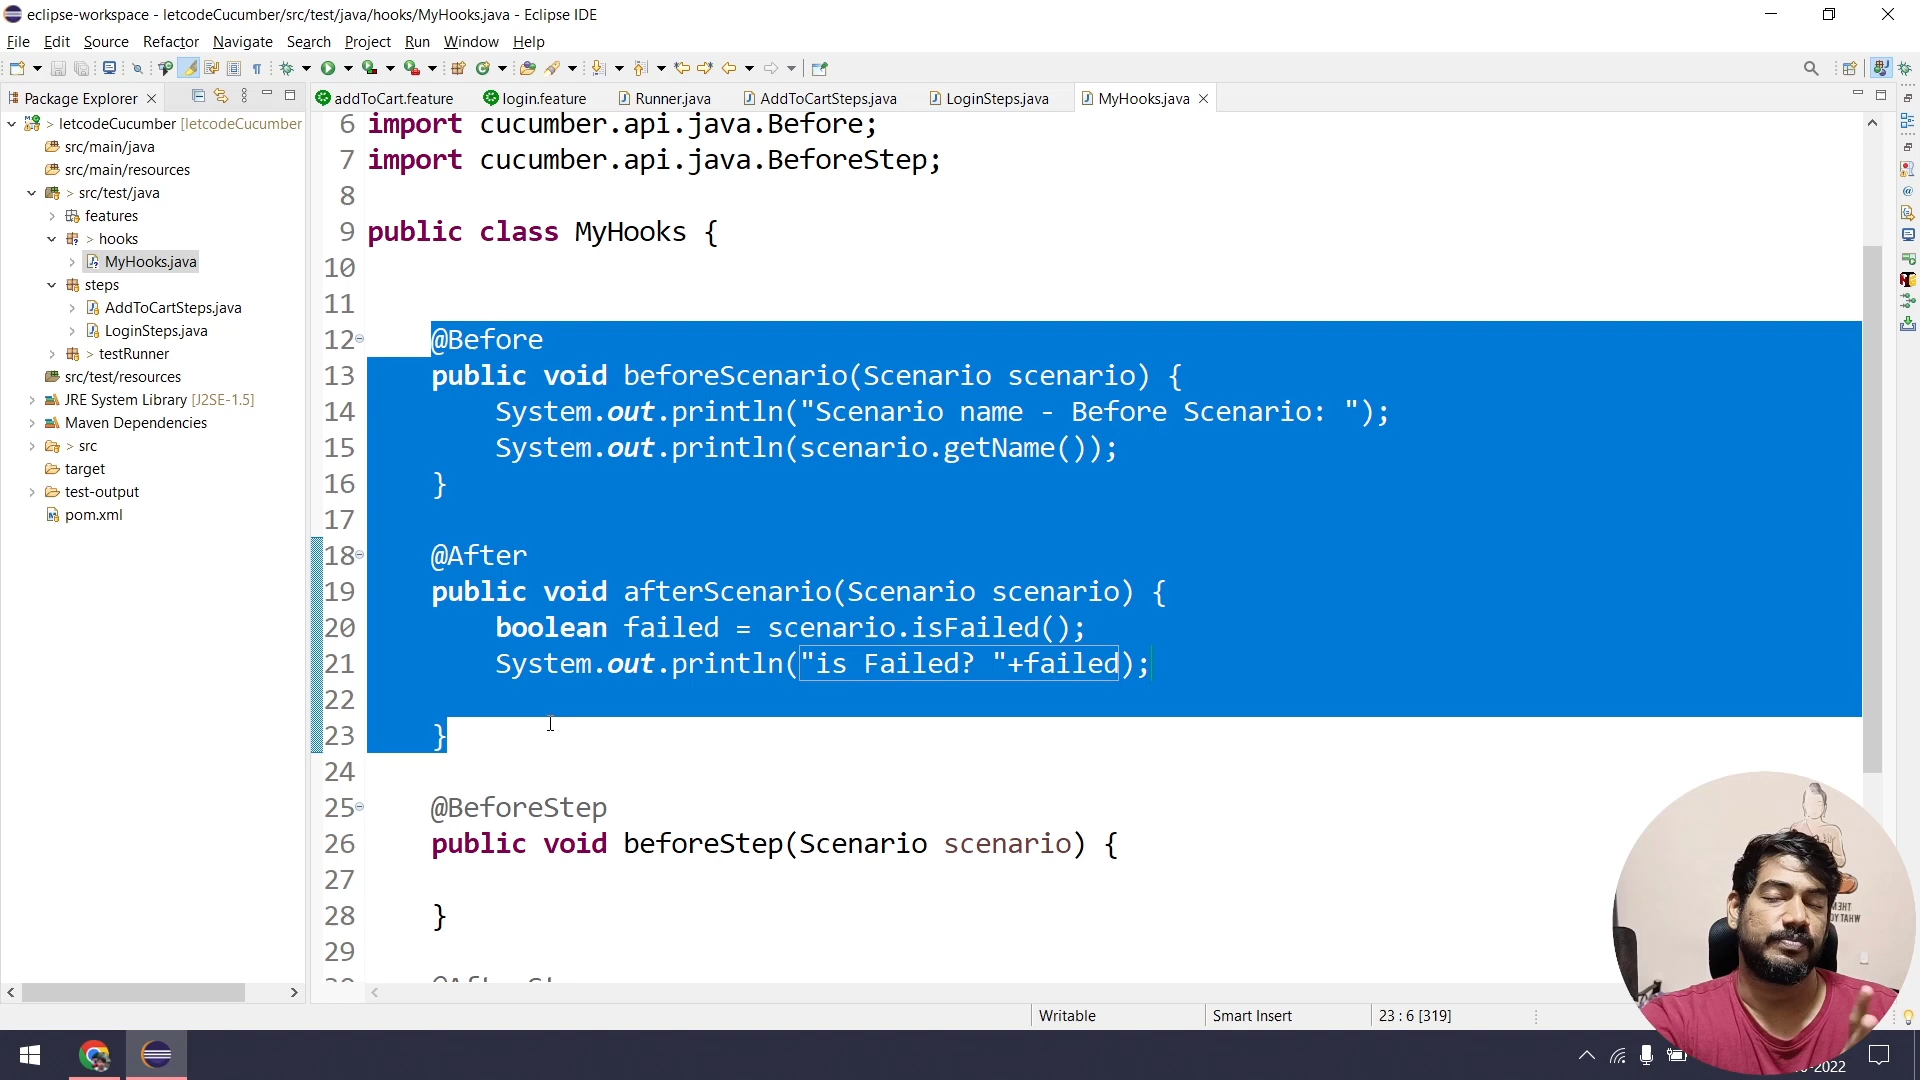 eclipse-workspace - letcodeCucumber/src/test/java/hooks/MyHooks.java - Eclipse IDE
File Edit Source Refactor Navigate Search Project Run Window Help
Package Explorer
addToCart.feature login.feature Runner.java AddToCartSteps.java LoginSteps.java MyHooks.java
> letcodeCucumber [letcodeCucumber
src/main/java
src/main/resources
> src/test/java
features
> hooks
MyHooks.java
steps
AddToCartSteps.java
LoginSteps.java
> testRunner
src/test/resources
JRE System Library [J2SE-1.5]
Maven Dependencies
> src
target
test-output
pom.xml
6 import cucumber.api.java.Before;
7 import cucumber.api.java.BeforeStep;
8
9 public class MyHooks {
10
11
12 @Before
13 public void beforeScenario(Scenario scenario) {
14 System.out.println("Scenario name - Before Scenario: ");
15 System.out.println(scenario.getName());
16 }
17
18 @After
19 public void afterScenario(Scenario scenario) {
20 boolean failed = scenario.isFailed();
21 System.out.println("is Failed? "+failed);
22
23 }
24
25 @BeforeStep
26 public void beforeStep(Scenario scenario) {
27
28 }
29
Writable Smart Insert 23 : 6 [319]
-2022